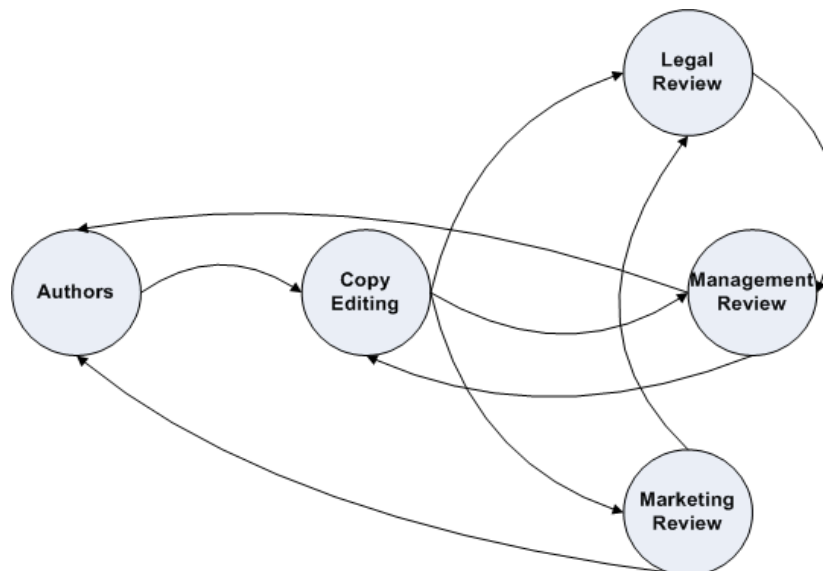 Legal
Review
Authors
Copy
Editing
Management
Review
Marketing
Review